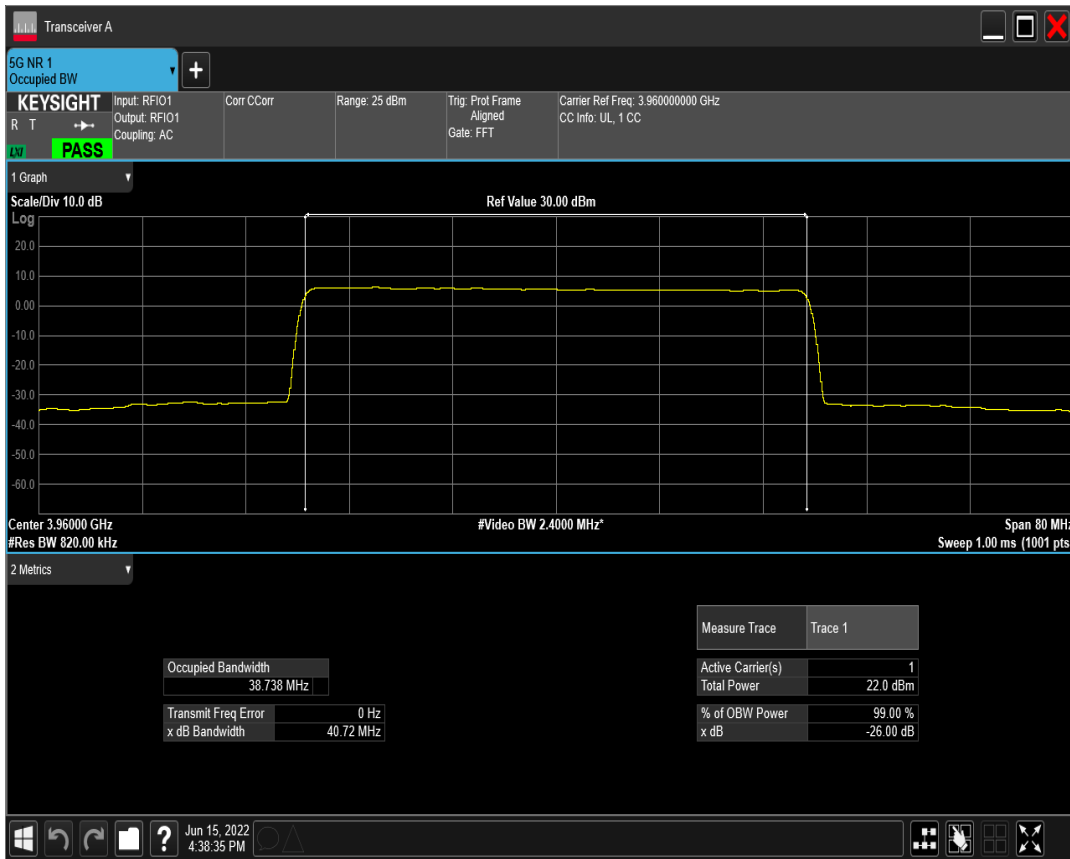 Transceiver A
5G NR 1
Occupied BW
KEYSIGHT
R T
LXI
PASS
Input: RFIO1
Output: RFIO1
Coupling: AC
Corr CCorr
Range: 25 dBm
Trig: Prot Frame
Aligned
Gate: FFT
Carrier Ref Freq: 3.960000000 GHz
CC Info: UL, 1 CC
1 Graph
Scale/Div 10.0 dB
Ref Value 30.00 dBm
Log
20.0
10.0
0.00
-10.0
-20.0
-30.0
-40.0
-50.0
-60.0
Center 3.96000 GHz
#Video BW 2.4000 MHz*
Span 80 MHz
#Res BW 820.00 kHz
Sweep 1.00 ms (1001 pts
2 Metrics
Measure Trace Trace 1
Occupied Bandwidth
38.738 MHz
Active Carrier(s) 1
Total Power 22.0 dBm
Transmit Freq Error 0 Hz
x dB Bandwidth 40.72 MHz
% of OBW Power 99.00 %
x dB -26.00 dB
?
Jun 15, 2022
4:38:35 PM